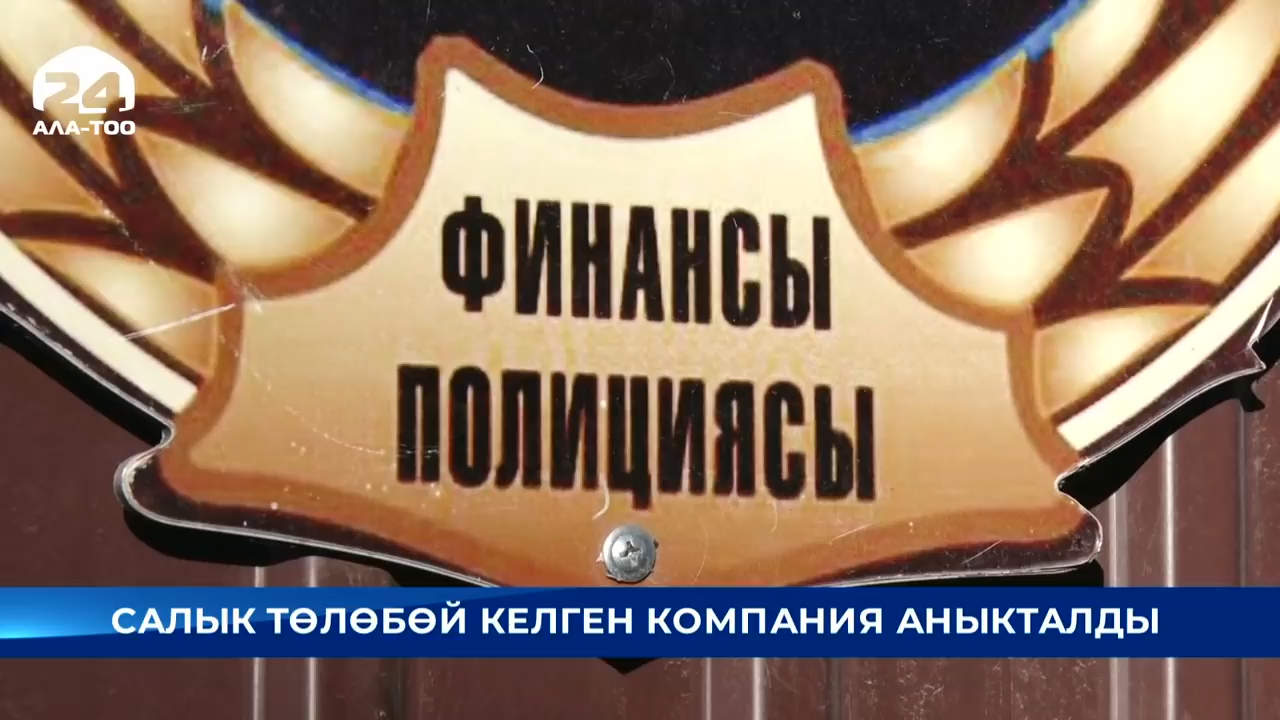 24
АЛА-ТОО
ФИНАНСЫ
ПОЛИЦИЯСЫ
САЛЫК ТӨЛӨБӨЙ КЕЛГЕН КОМПАНИЯ АНЫКТАЛДЫ